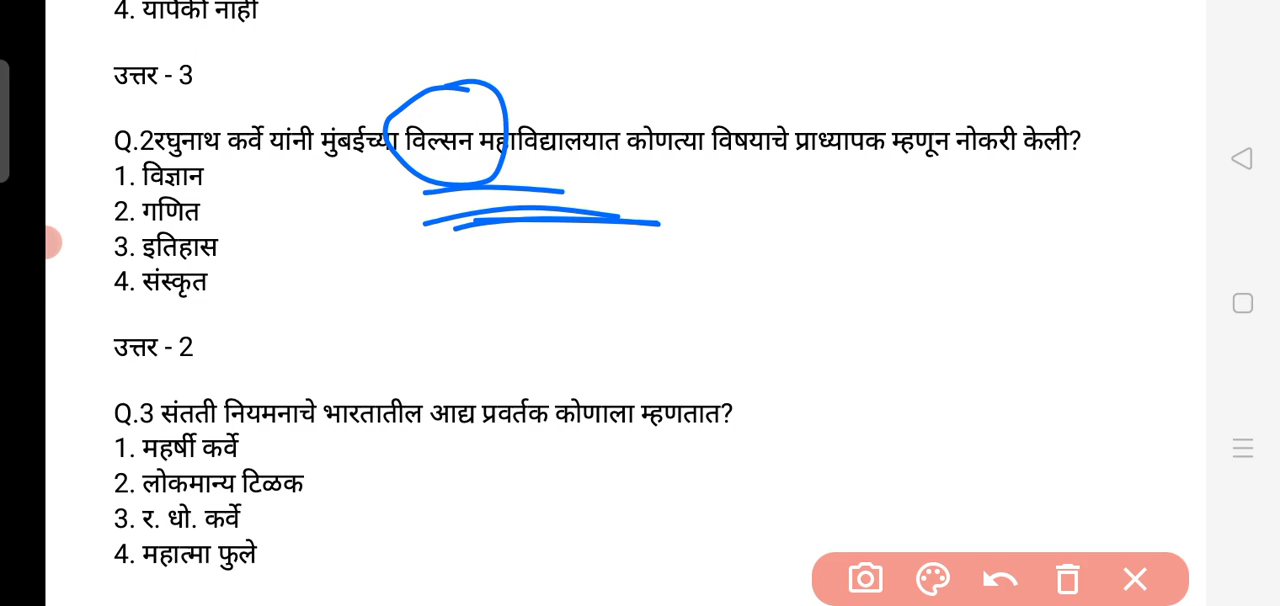 4. यापैकी नाही
उत्तर - 3
Q.2रघुनाथ कर्वे यांनी मुंबईच्या विल्सन महाविद्यालयात कोणत्या विषयाचे प्राध्यापक म्हणून नोकरी केली?
1. विज्ञान
2. गणित
3. इतिहास
4. संस्कृत
उत्तर - 2
Q.3 संतती नियमनाचे भारतातील आद्य प्रवर्तक कोणाला म्हणतात?
1. महर्षी कर्वे
2. लोकमान्य टिळक
3. र. धो. कर्वे
4. महात्मा फुले